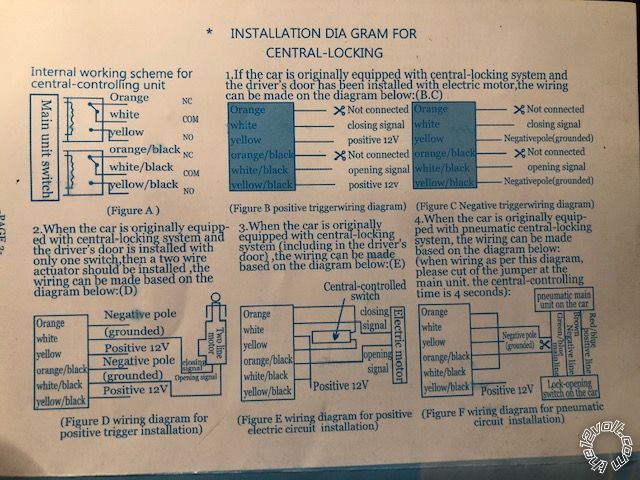 * INSTALLATION DIA GRAM FOR
CENTRAL-LOCKING
Internal working scheme for
central-controlling unit
Main unit switch
Orange NC
white COM
yellow NO
orange/black NC
white/black COM
yellow/black NO
(Figure A )
1.If the car is originally equipped with central-locking system and
the driver's door has been installed with electric motor,the wiring
can be made on the diagram below:(B.C)
Orange Not connected
white closing signal
yellow positive 12V
orange/black Not connected
white/black opening signal
yellow/black positive 12V
(Figure B positive triggerwiring diagram)
Orange Not connected
white closing signal
yellow Negativepole(grounded)
orange/black Not connected
white/black opening signal
yellow/black Negativepole(grounded)
(Figure C Negative triggerwiring diagram)
2.When the car is originally equipp-
ed with central-locking system and
the driver's door is installed with
only one switch,then a two wire
actuator should be installed ,the
wiring can be made based on the
diagram below:(D)
Orange Negative pole
white (grounded)
yellow Positive 12V
orange/black Negative pole
white/black (grounded)
yellow/black Positive 12V
Two line
motor
closing
signal
Opening signal
(Figure D wiring diagram for
positive trigger installation)
3.When the car is originally
equipped with central-locking
system (including in the driver's
door) ,the wiring can be made
based on the diagram below:(E)
Central-controlled
switch
Orange
white
yellow
orange/black
white/black
yellow/black
closing
signal
opening
signal
Positive 12V
Electric motor
(Figure E wiring diagram for positive
electric circuit installation)
4.When the car is originally equip-
ped with pneumatic central-locking
system, the wiring can be made
based on the diagram below:
(when wiring as per this diagram,
please cut of the jumper at the
main unit. the central-controlling
time is 4 seconds):
Orange
white
yellow
orange/black
white/black
yellow/black
Negative pole
(grounded)
Positive 12V
pneumatic main
unit on the car
Red /blue
positive line
Brown
Negative line
Green/blue
main line
Lock-opening
switch on the car
(Figure F wiring diagram for pneumatic
circuit installation)
-PAGE 2-
the12volt.com